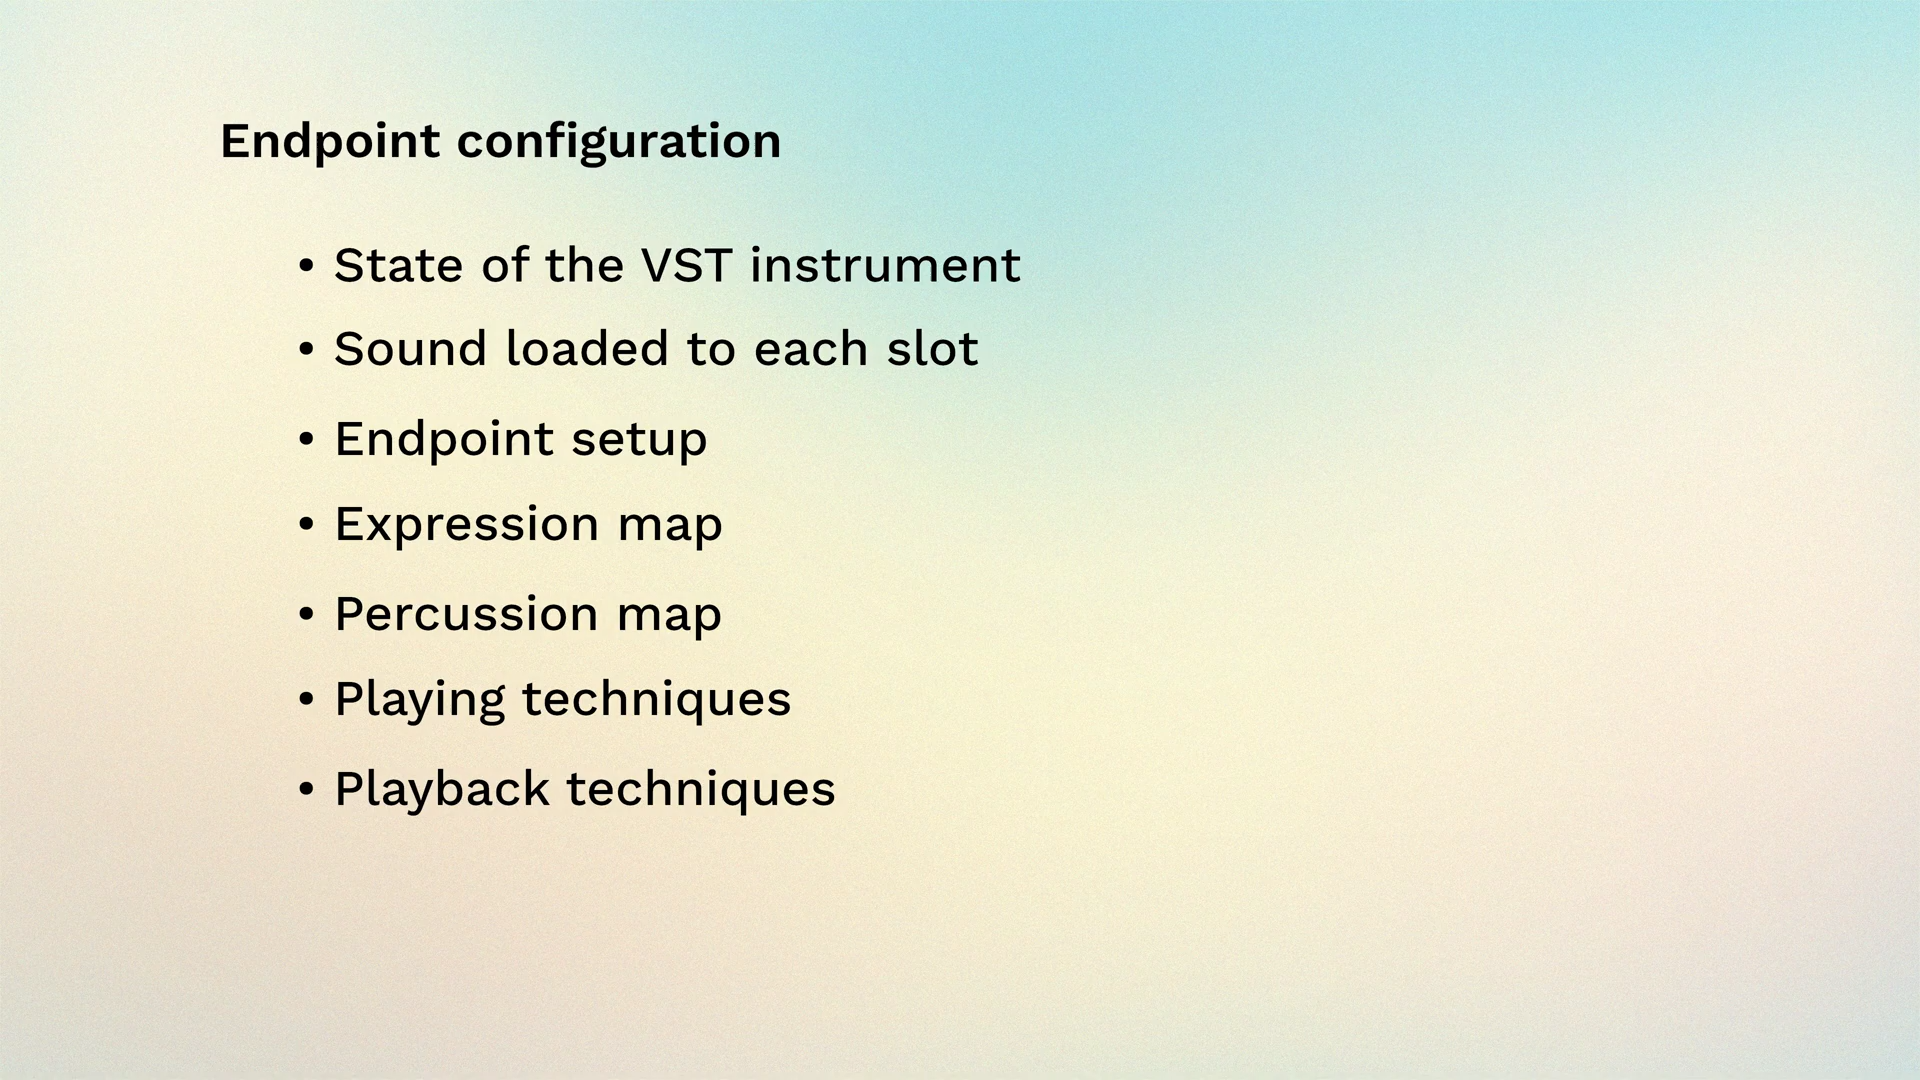 Endpoint configuration
• State of the VST instrument
• Sound loaded to each slot
• Endpoint setup
• Expression map
• Percussion map
• Playing techniques
• Playback techniques